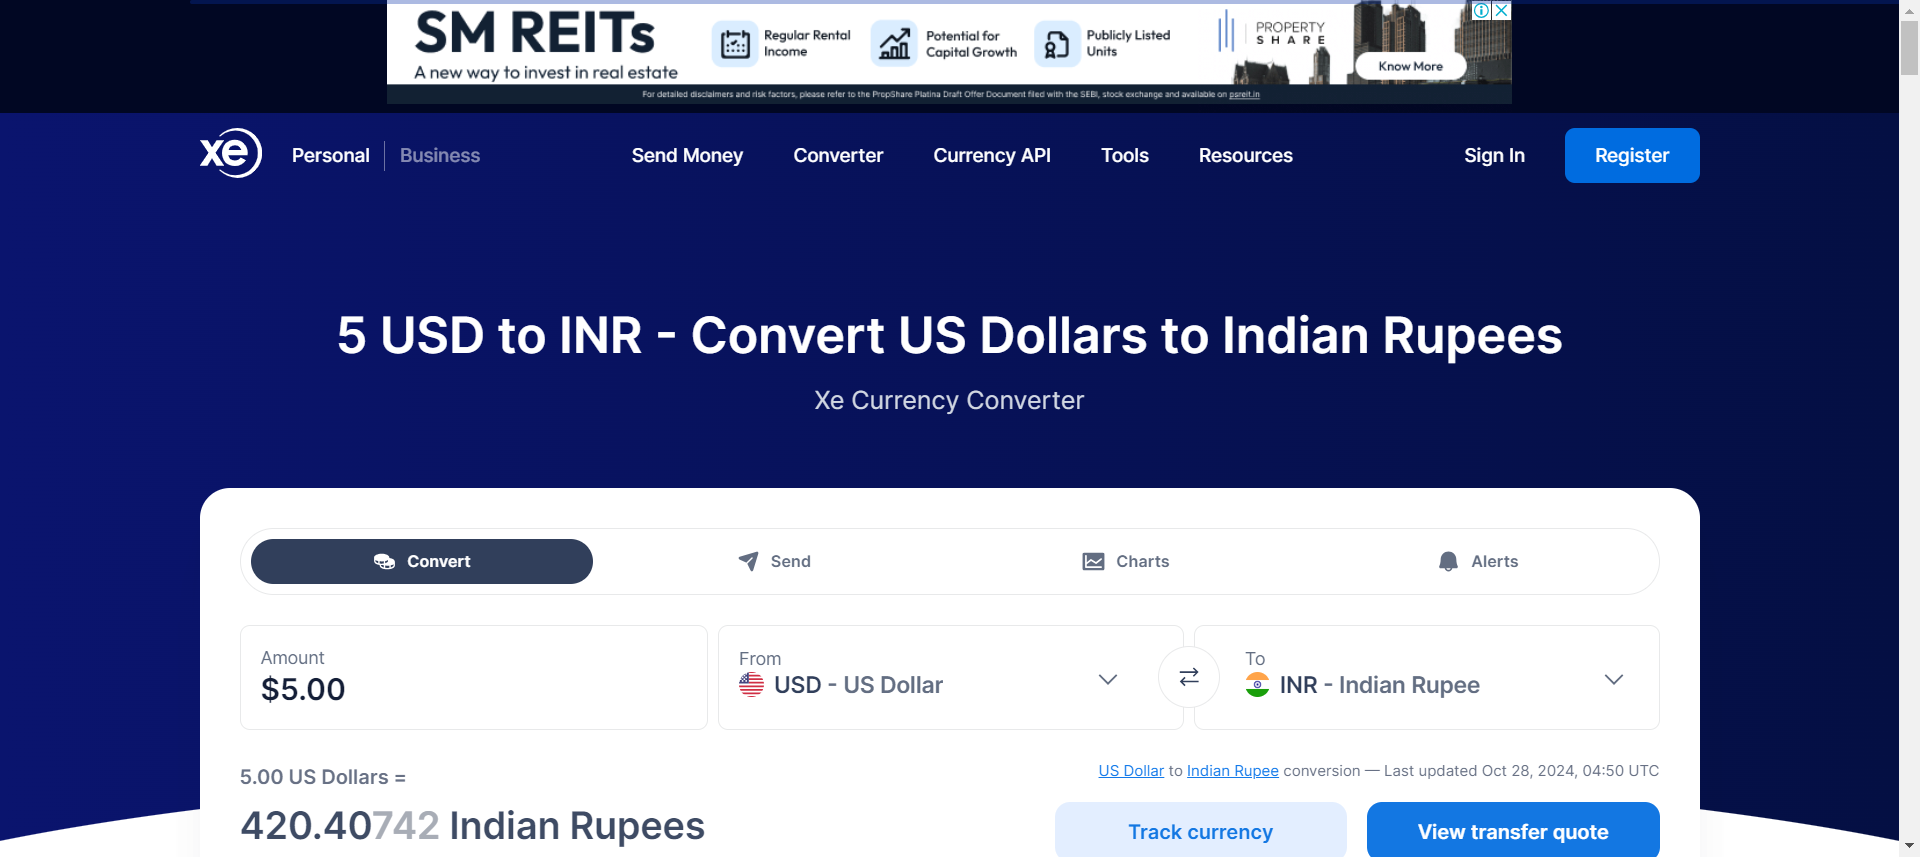 SM REITs
A new way to invest in real estate
Regular Rental
Income
Potential for
Capital Growth
Publicly Listed
Units
PROPERTY
SHARE
Know More
For detailed disclaimers and risk factors, please refer to the PropShare Platina Draft Offer Document filed with the SEBI, stock exchange and available on psreit.in
xe
Personal
Business
Send Money
Converter
Currency API
Tools
Resources
Sign In
Register
5 USD to INR - Convert US Dollars to Indian Rupees
Xe Currency Converter
Convert
Send
Charts
Alerts
Amount
$5.00
From
USD - US Dollar
To
INR - Indian Rupee
5.00 US Dollars =
420.40742 Indian Rupees
US Dollar to Indian Rupee conversion — Last updated Oct 28, 2024, 04:50 UTC
Track currency
View transfer quote